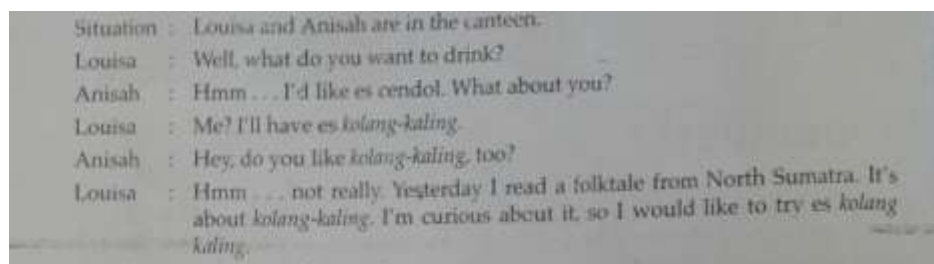 Situation : Louisa and Anisah are in the canteen.
Louisa : Well, what do you want to drink?
Anisah : Hmm . . . I'd like es cendol. What about you?
Louisa : Me? I'll have es kolang-kaling.
Anisah : Hey, do you like kolang-kaling, too?
Louisa : Hmm . . . not really. Yesterday I read a folktale from North Sumatra. It's
about kolang-kaling. I'm curious about it, so I would like to try es kolang
kaling.